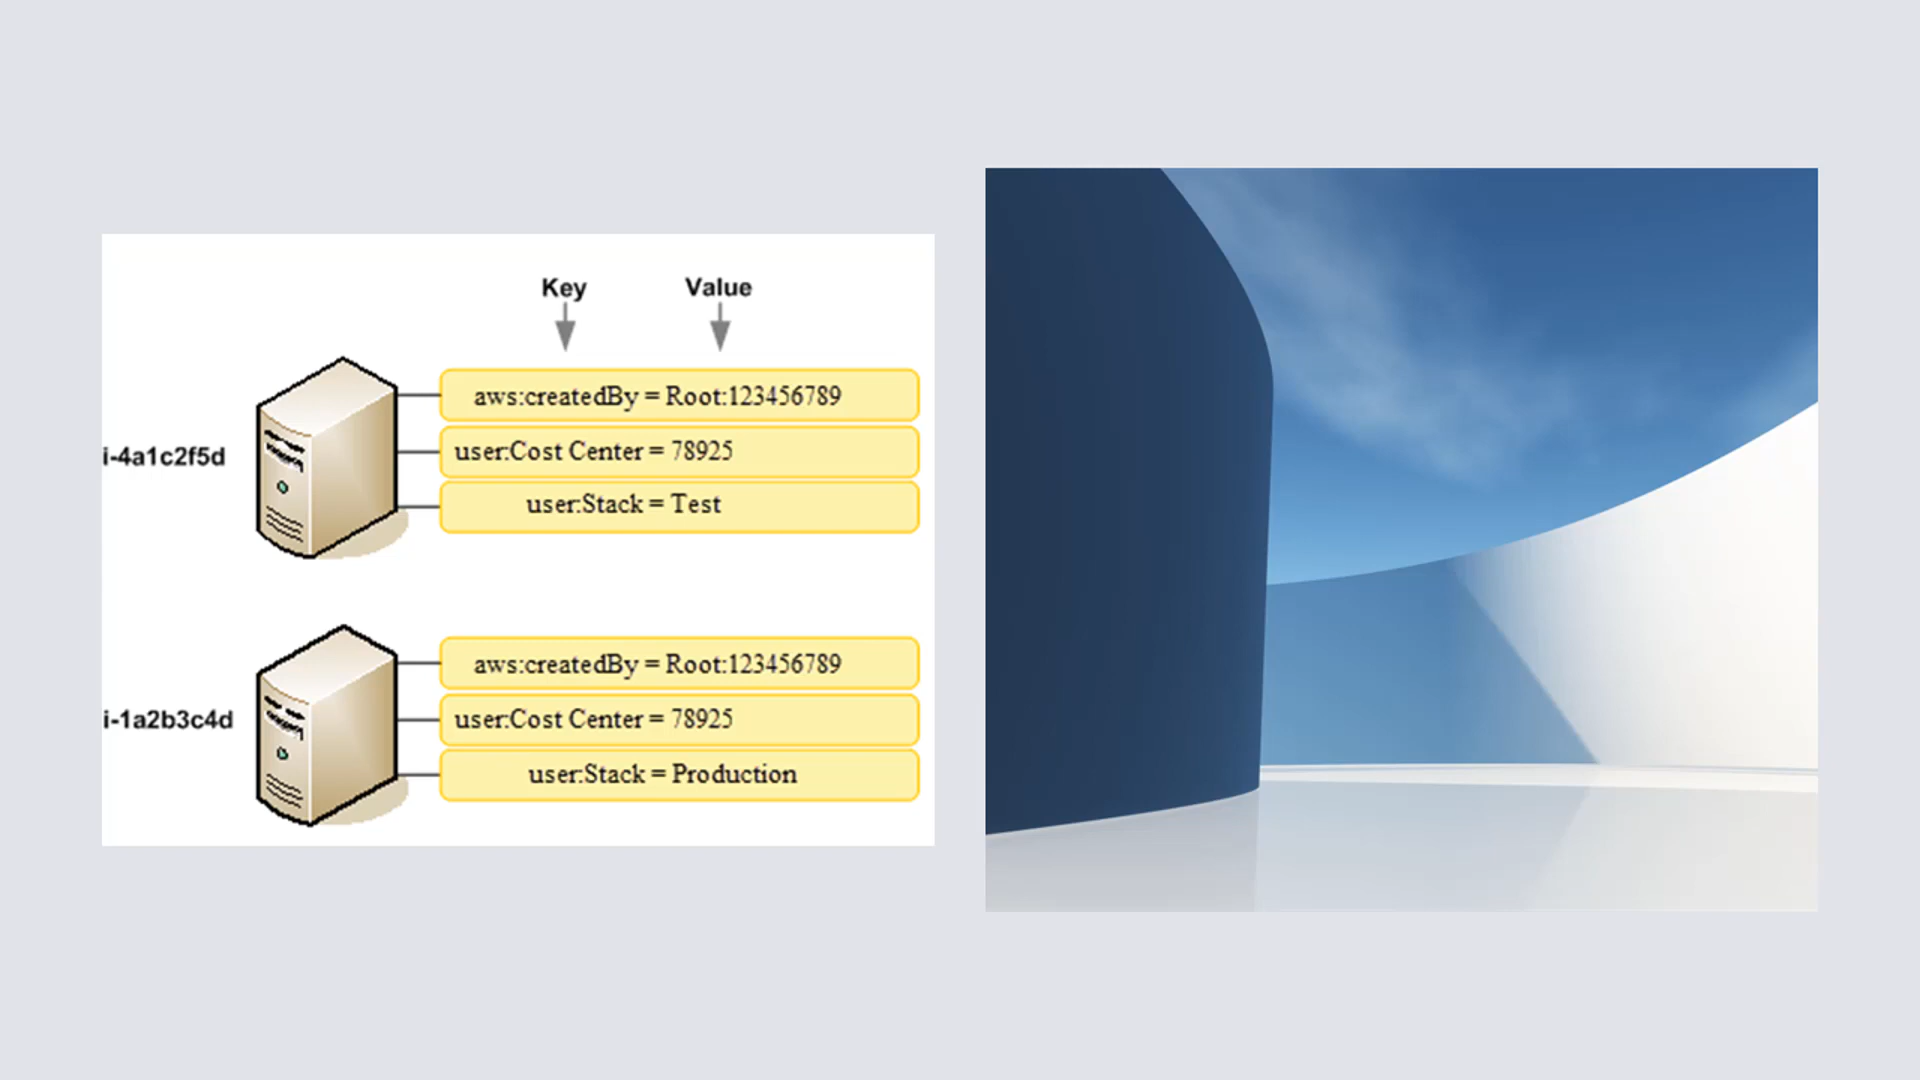 Key Value
aws:createdBy = Root:123456789
i-4a1c2f5d user:Cost Center = 78925
user:Stack = Test
aws:createdBy = Root:123456789
i-1a2b3c4d user:Cost Center = 78925
user:Stack = Production